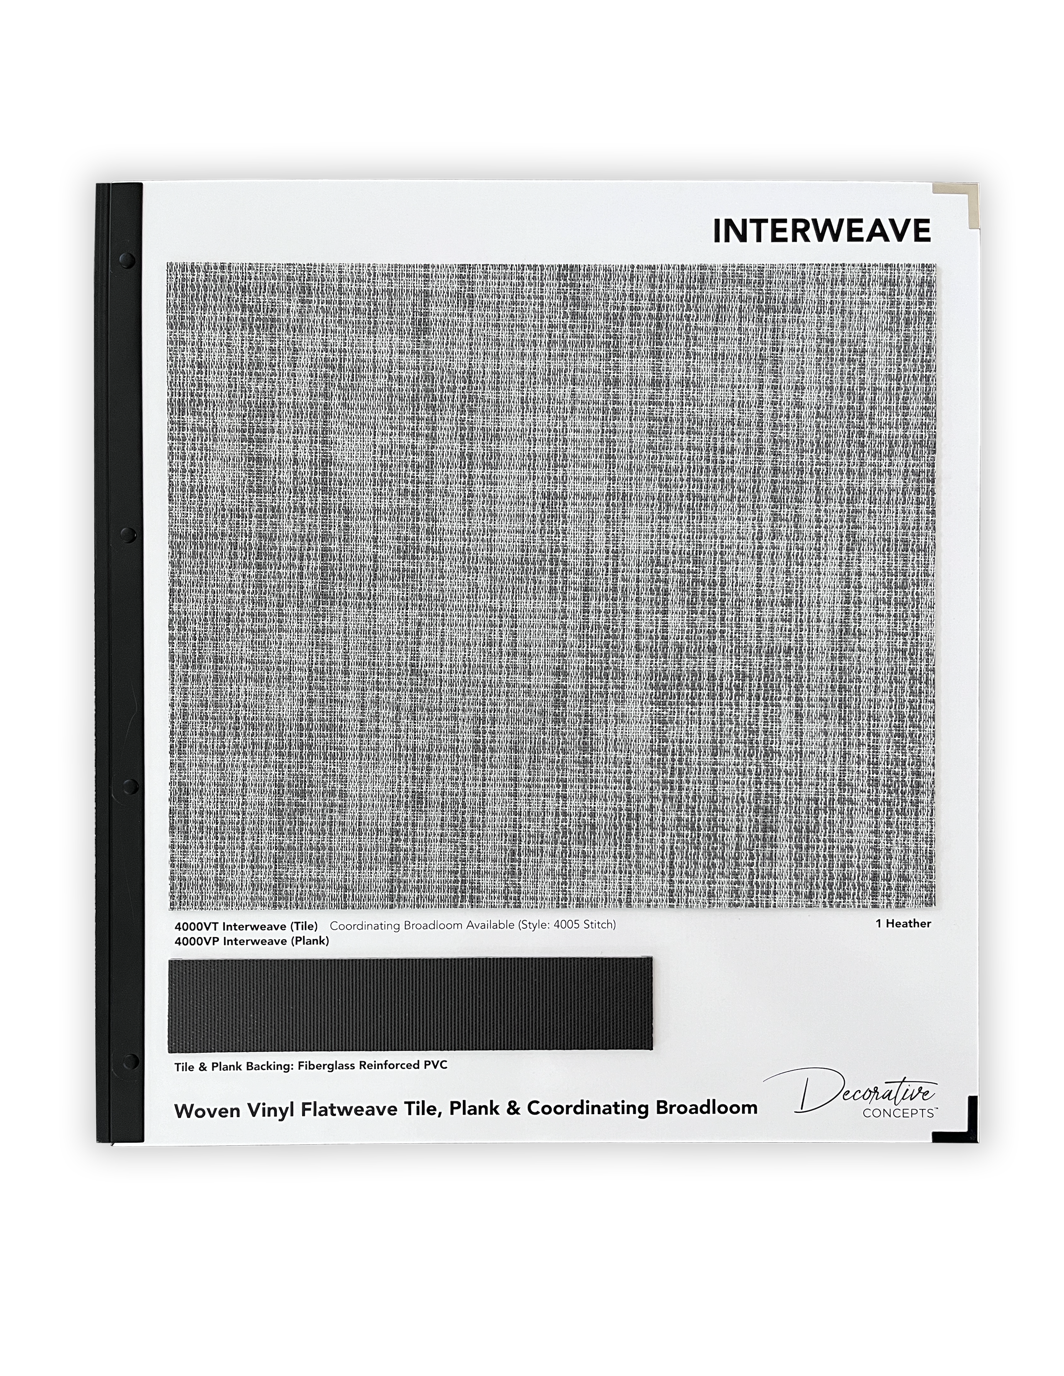 INTERWEAVE
4000VT Interweave (Tile) Coordinating Broadloom Available (Style: 4005 Stitch)
4000VP Interweave (Plank)
1 Heather
Tile & Plank Backing: Fiberglass Reinforced PVC
Woven Vinyl Flatweave Tile, Plank & Coordinating Broadloom
Decorative
CONCEPTS™